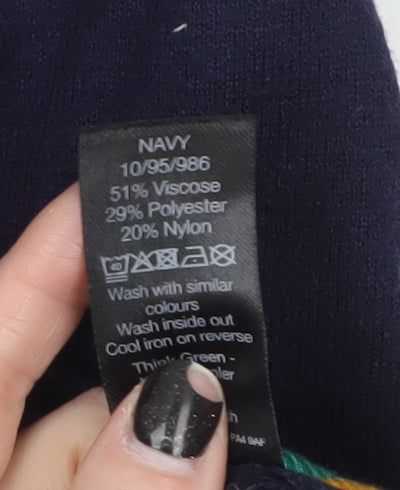 NAVY
10/95/986
51% Viscose
29% Polyester
20% Nylon
40
Wash with similar
colours
Wash inside out
Cool iron on reverse
Think Green -